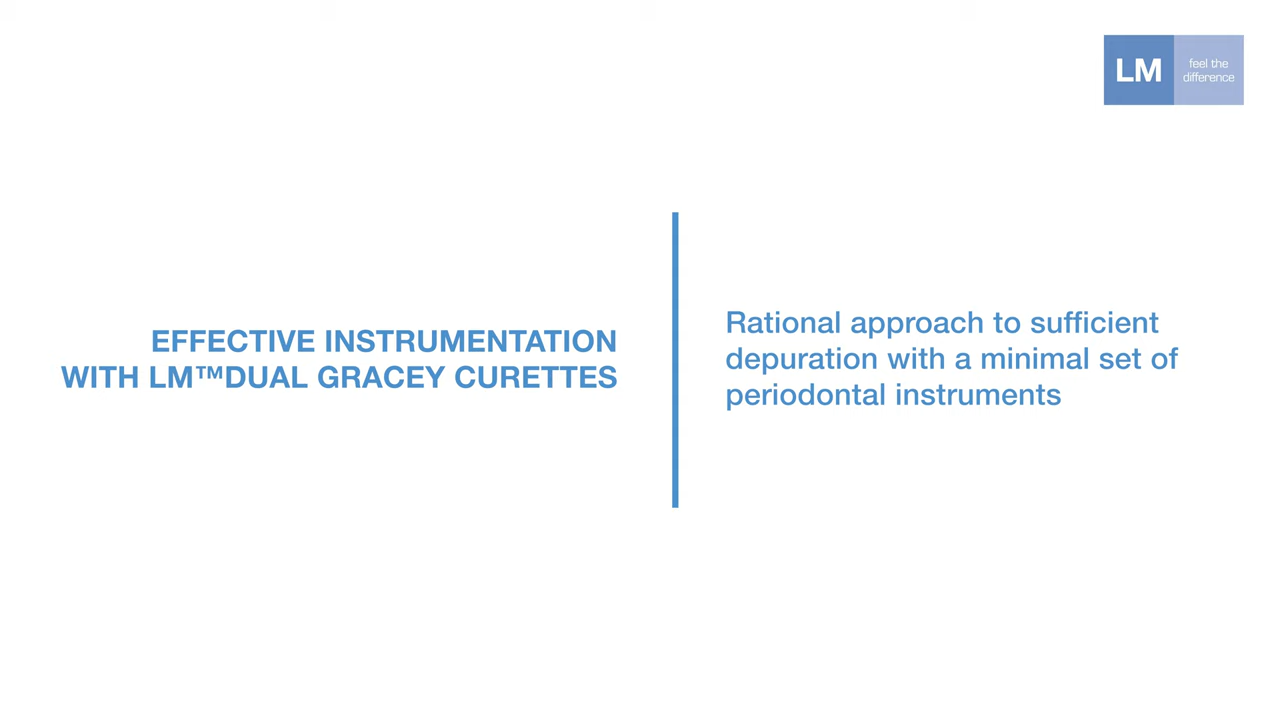 LM
feel the
difference
EFFECTIVE INSTRUMENTATION
WITH LM™DUAL GRACEY CURETTES
Rational approach to sufficient
depuration with a minimal set of
periodontal instruments